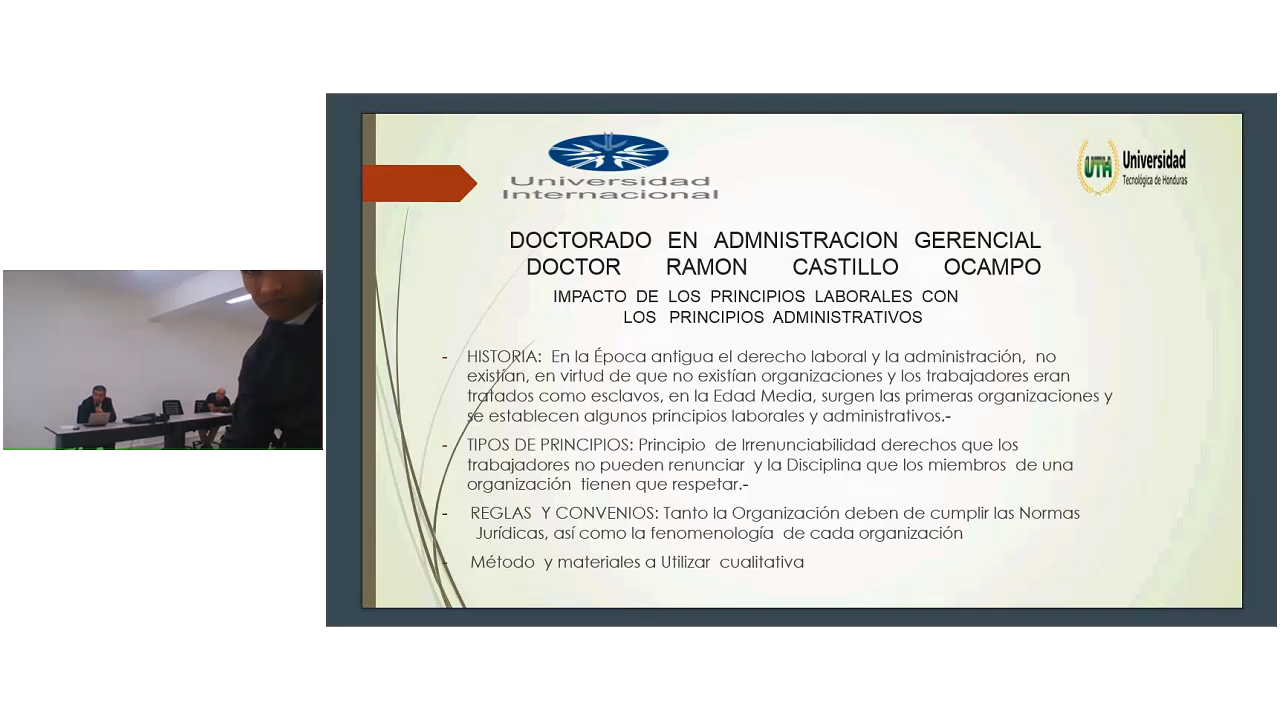 Universidad
Internacional
UTH
Universidad
Tecnológica de Honduras
DOCTORADO EN ADMNISTRACION GERENCIAL
DOCTOR RAMON CASTILLO OCAMPO
IMPACTO DE LOS PRINCIPIOS LABORALES CON
LOS PRINCIPIOS ADMINISTRATIVOS
- HISTORIA: En la Época antigua el derecho laboral y la administración, no
existían, en virtud de que no existían organizaciones y los trabajadores eran
tratados como esclavos, en la Edad Media, surgen las primeras organizaciones y
se establecen algunos principios laborales y administrativos.-
- TIPOS DE PRINCIPIOS: Principio de Irrenunciabilidad derechos que los
trabajadores no pueden renunciar y la Disciplina que los miembros de una
organización tienen que respetar.-
- REGLAS Y CONVENIOS: Tanto la Organización deben de cumplir las Normas
Jurídicas, así como la fenomenología de cada organización
- Método y materiales a Utilizar cualitativa